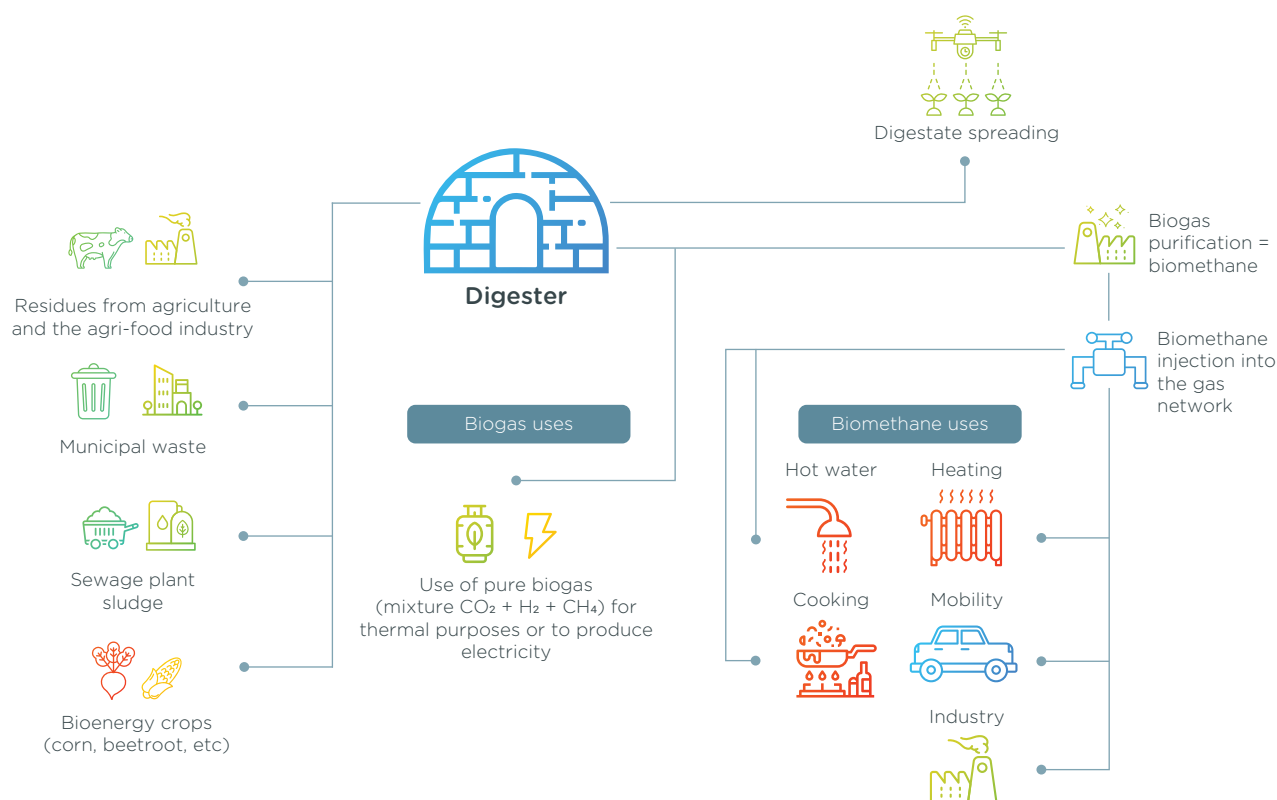 Digestate spreading
Digester
Biogas
purification =
biomethane
Residues from agriculture
and the agri-food industry
Biomethane
injection into
the gas
network
Municipal waste
Biogas uses
Biomethane uses
Hot water
Heating
Sewage plant
sludge
Use of pure biogas
(mixture CO₂ + H₂ + CH₄) for
thermal purposes or to produce
electricity
Cooking
Mobility
Bioenergy crops
(corn, beetroot, etc)
Industry